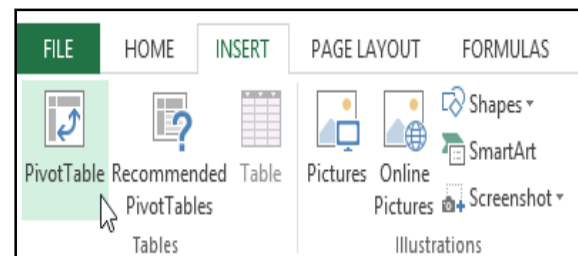 FILE HOME INSERT PAGE LAYOUT FORMULAS
PivotTable
Recommended
PivotTables
Table
Tables
Pictures
Online
Pictures
Shapes
SmartArt
Screenshot
Illustrations